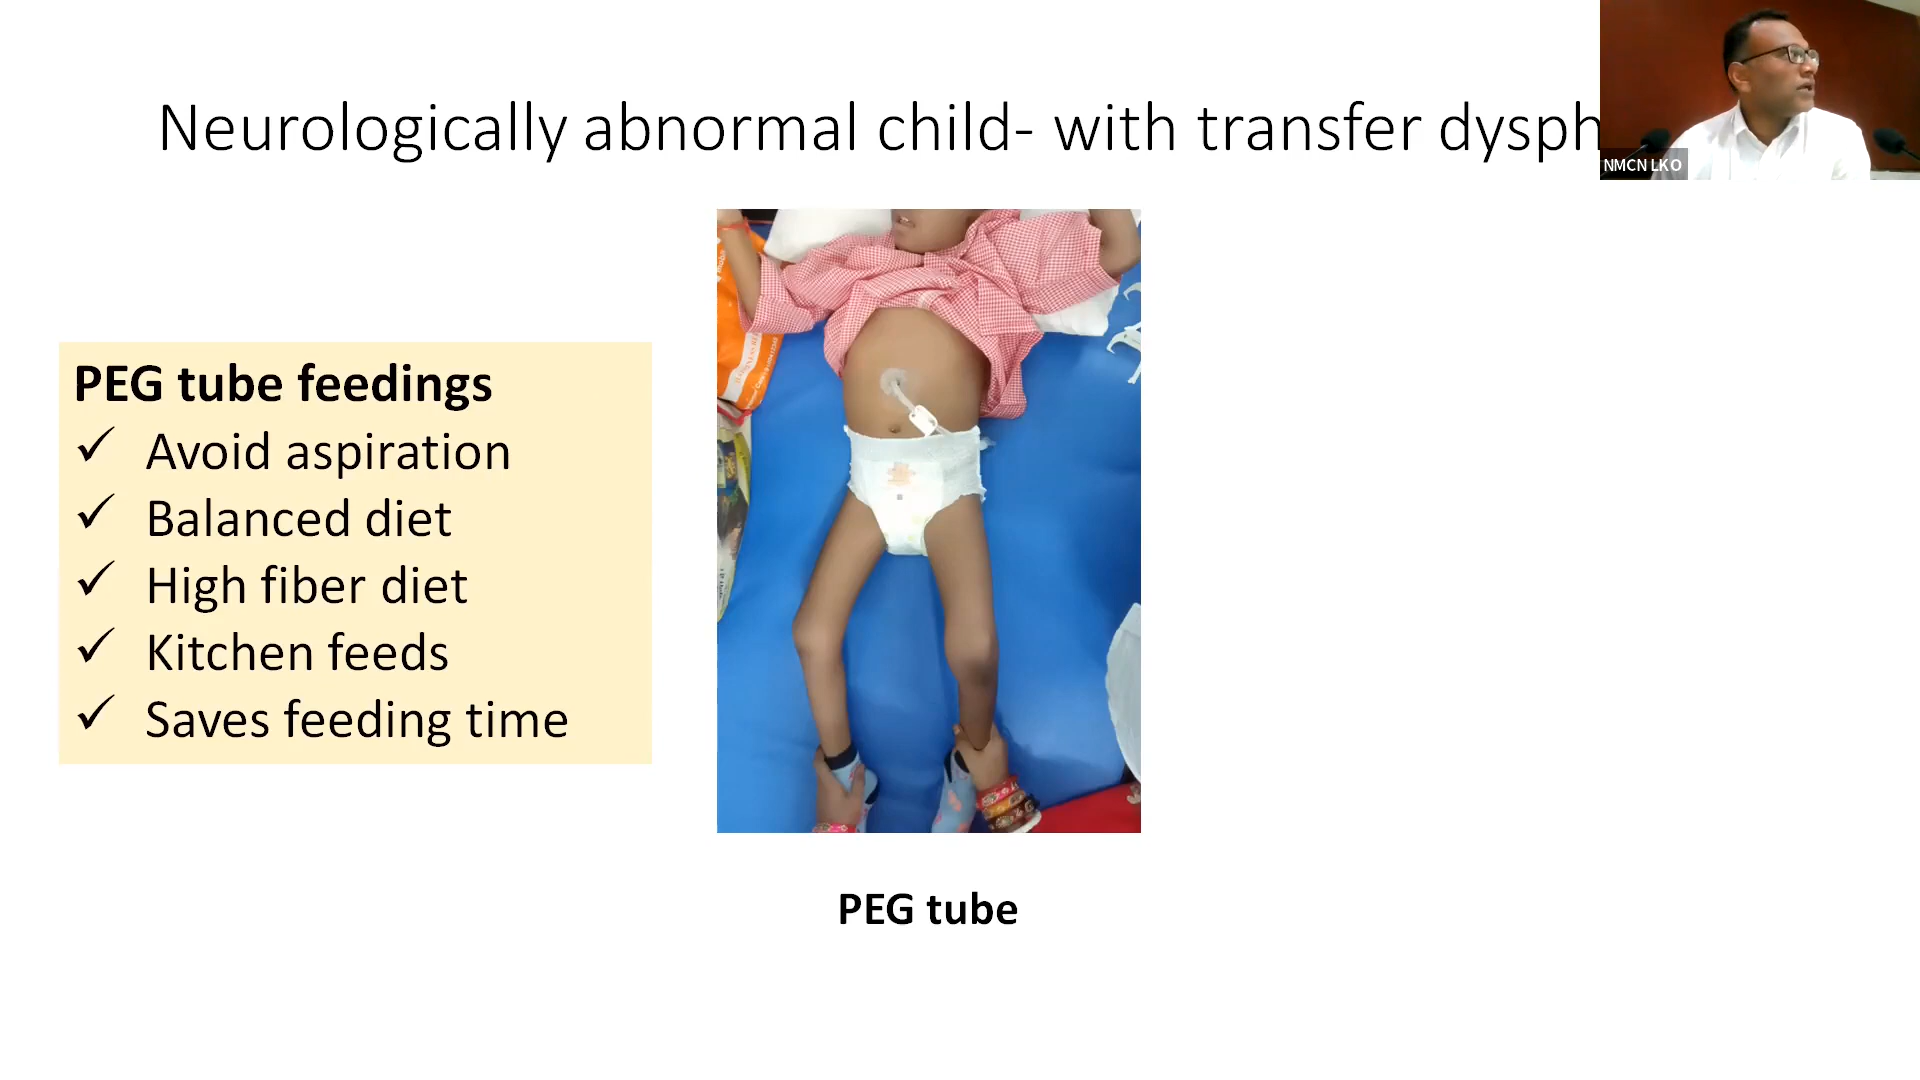 Neurologically abnormal child- with transfer dysph
NMCN LKO
PEG tube feedings
✓ Avoid aspiration
✓ Balanced diet
✓ High fiber diet
✓ Kitchen feeds
✓ Saves feeding time
PEG tube